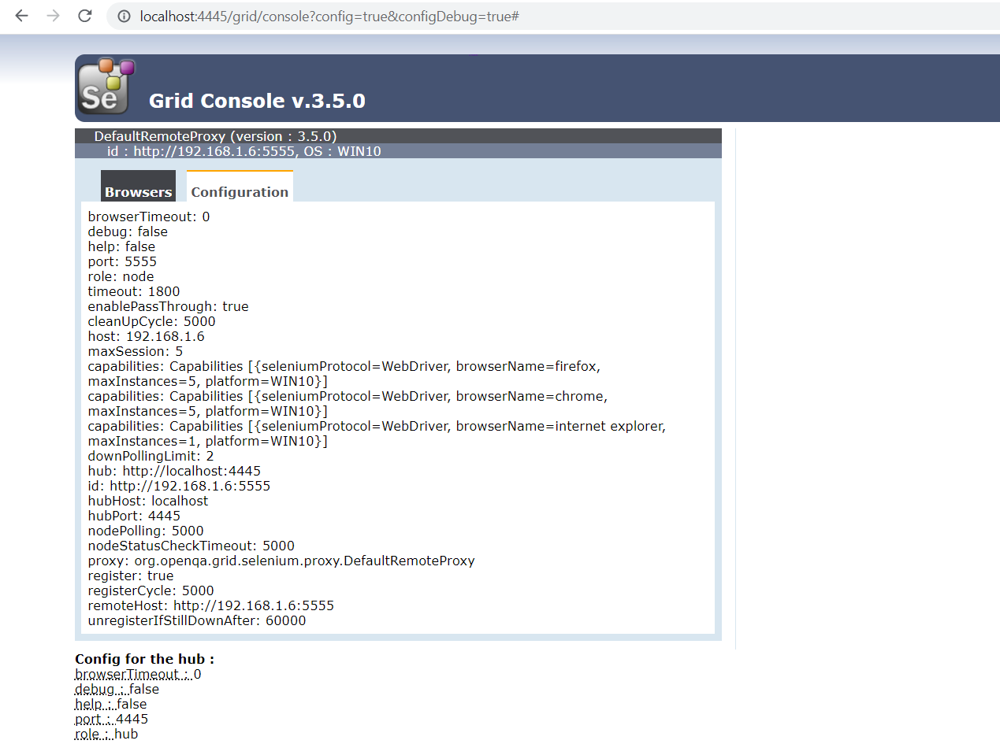 localhost:4445/grid/console?config=true&configDebug=true#
Se
Grid Console v.3.5.0
DefaultRemoteProxy (version : 3.5.0)
id : http://192.168.1.6:5555, OS : WIN10
Browsers Configuration
browserTimeout: 0
debug: false
help: false
port: 5555
role: node
timeout: 1800
enablePassThrough: true
cleanUpCycle: 5000
host: 192.168.1.6
maxSession: 5
capabilities: Capabilities [{seleniumProtocol=WebDriver, browserName=firefox,
maxInstances=5, platform=WIN10}]
capabilities: Capabilities [{seleniumProtocol=WebDriver, browserName=chrome,
maxInstances=5, platform=WIN10}]
capabilities: Capabilities [{seleniumProtocol=WebDriver, browserName=internet explorer,
maxInstances=1, platform=WIN10}]
downPollingLimit: 2
hub: http://localhost:4445
id: http://192.168.1.6:5555
hubHost: localhost
hubPort: 4445
nodePolling: 5000
nodeStatusCheckTimeout: 5000
proxy: org.openqa.grid.selenium.proxy.DefaultRemoteProxy
register: true
registerCycle: 5000
remoteHost: http://192.168.1.6:5555
unregisterIfStillDownAfter: 60000
Config for the hub :
browserTimeout : 0
debug : false
help : false
port : 4445
role : hub